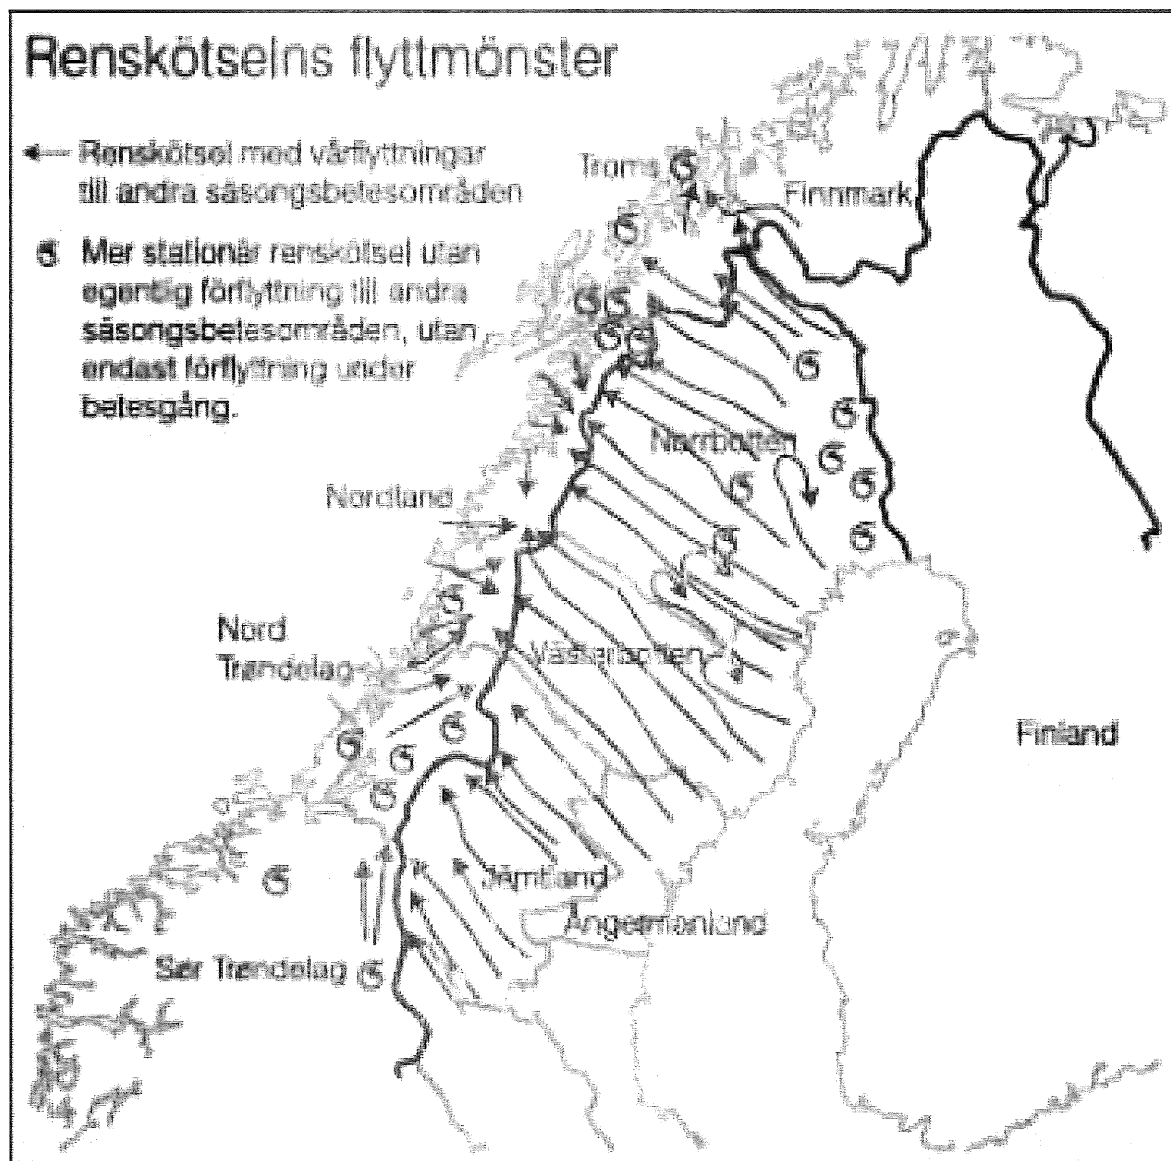 Renskötselns flyttmönster
Renskötsel med vårflyttningar
till andra säsongsbetesområden
Mer stationär renskötsel utan
egentlig förflyttning till andra
säsongsbetesområden, utan
endast förflyttning under
betesgång.
Troms
Finnmark
Norrbotten
Nordland
Nord
Trøndelag
Västerbotten
Finland
Jämtland
Ångermanland
Sør Trøndelag